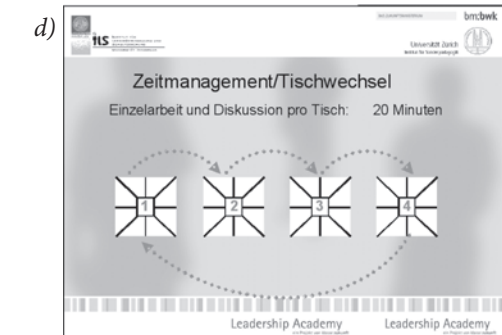 d)
bm:bwk
ILS
Universität Zürich
Zeitmanagement/Tischwechsel
Einzelarbeit und Diskussion pro Tisch: 20 Minuten
1 2 3 4
Leadership Academy Leadership Academy